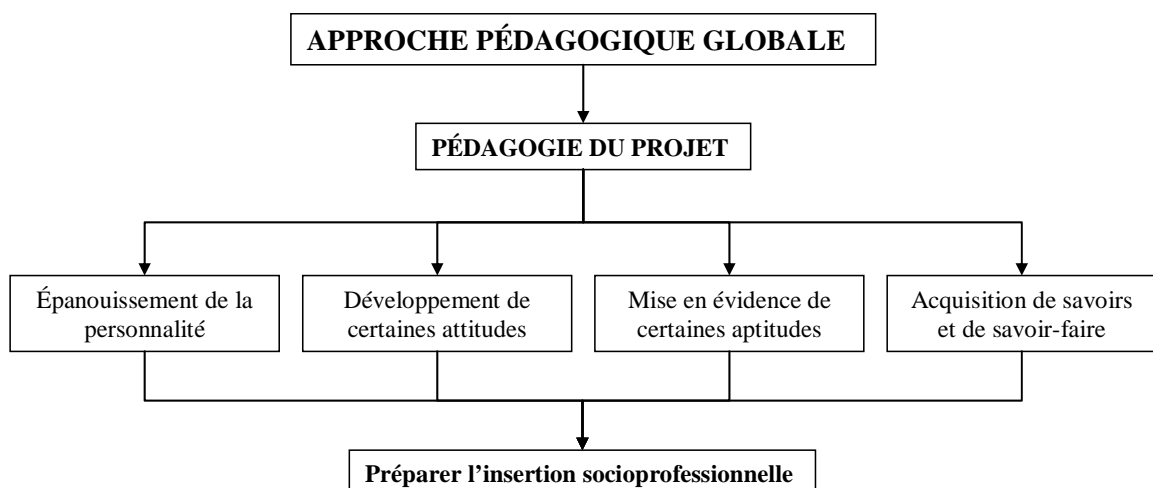 APPROCHE PÉDAGOGIQUE GLOBALE
PÉDAGOGIE DU PROJET
Épanouissement de la
personnalité
Développement de
certaines attitudes
Mise en évidence de
certaines aptitudes
Acquisition de savoirs
et de savoir-faire
Préparer l’insertion socioprofessionnelle